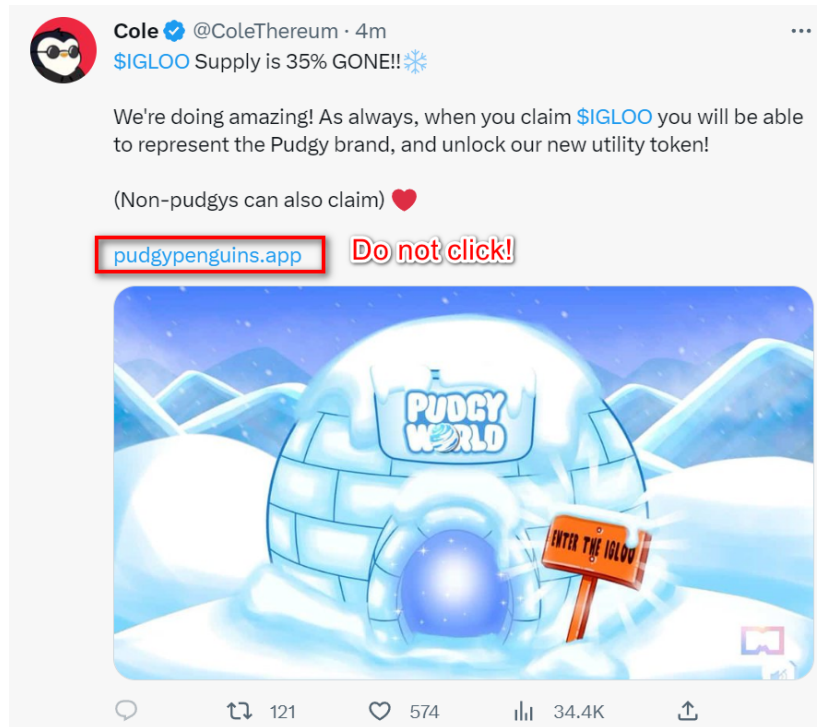 Cole @ColeThereum · 4m
$IGLOO Supply is 35% GONE!!
We're doing amazing! As always, when you claim $IGLOO you will be able
to represent the Pudgy brand, and unlock our new utility token!
(Non-pudgys can also claim)
pudgypenguins.app Do not click!
PUDGY
WORLD
ENTER THE IGLOO
121 574 34.4K